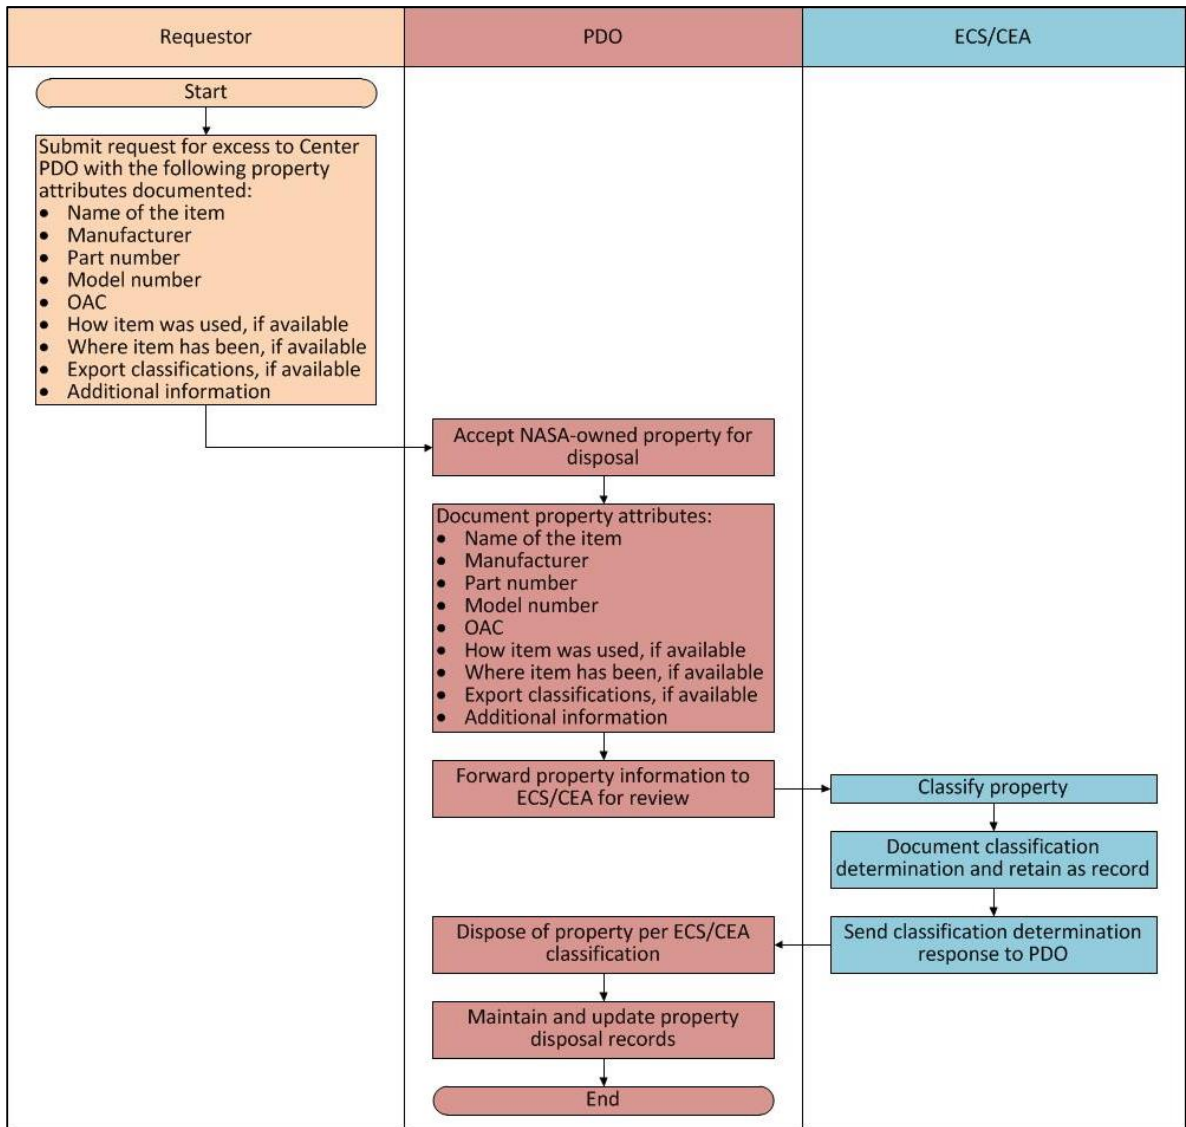 Requestor
PDO
ECS/CEA
Start
Submit request for excess to Center
PDO with the following property
attributes documented:
• Name of the item
• Manufacturer
• Part number
• Model number
• OAC
• How item was used, if available
• Where item has been, if available
• Export classifications, if available
• Additional information
Accept NASA-owned property for
disposal
Document property attributes:
• Name of the item
• Manufacturer
• Part number
• Model number
• OAC
• How item was used, if available
• Where item has been, if available
• Export classifications, if available
• Additional information
Forward property information to
ECS/CEA for review
Classify property
Document classification
determination and retain as record
Send classification determination
response to PDO
Dispose of property per ECS/CEA
classification
Maintain and update property
disposal records
End